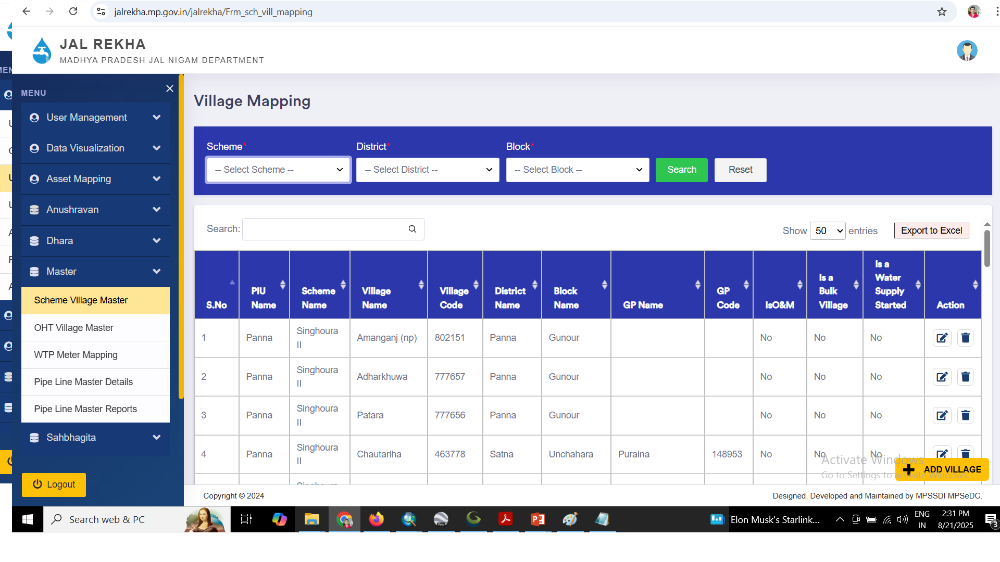 jalrekha.mp.gov.in/jalrekha/Frm_sch_vill_mapping
JAL REKHA
MADHYA PRADESH JAL NIGAM DEPARTMENT
MENU
User Management
Data Visualization
Asset Mapping
Anushravan
Dhara
Master
Scheme Village Master
OHT Village Master
WTP Meter Mapping
Pipe Line Master Details
Pipe Line Master Reports
Sahbhagita
Logout
Village Mapping
Scheme* District* Block*
-- Select Scheme -- -- Select District -- -- Select Block -- Search Reset
Search: Show 50 entries Export to Excel
S.No PIU Name Scheme Name Village Name Village Code District Name Block Name GP Name GP Code IsO&M Is a Bulk Village Is a Water Supply Started Action
1 Panna Singhoura II Amanganj (np) 802151 Panna Gunour No No No
2 Panna Singhoura II Adharkhuwa 777657 Panna Gunour No No No
3 Panna Singhoura II Patara 777656 Panna Gunour No No No
4 Panna Singhoura II Chautariha 463778 Satna Unchahara Puraina 148953 No No No
Activate Windows
Go to Settings to activate Windows.
ADD VILLAGE
Copyright © 2024 Designed, Developed and Maintained by MPSSDI MPSeDC.
Search web & PC
Elon Musk's Starlink...
ENG
IN
2:31 PM
8/21/2025
3